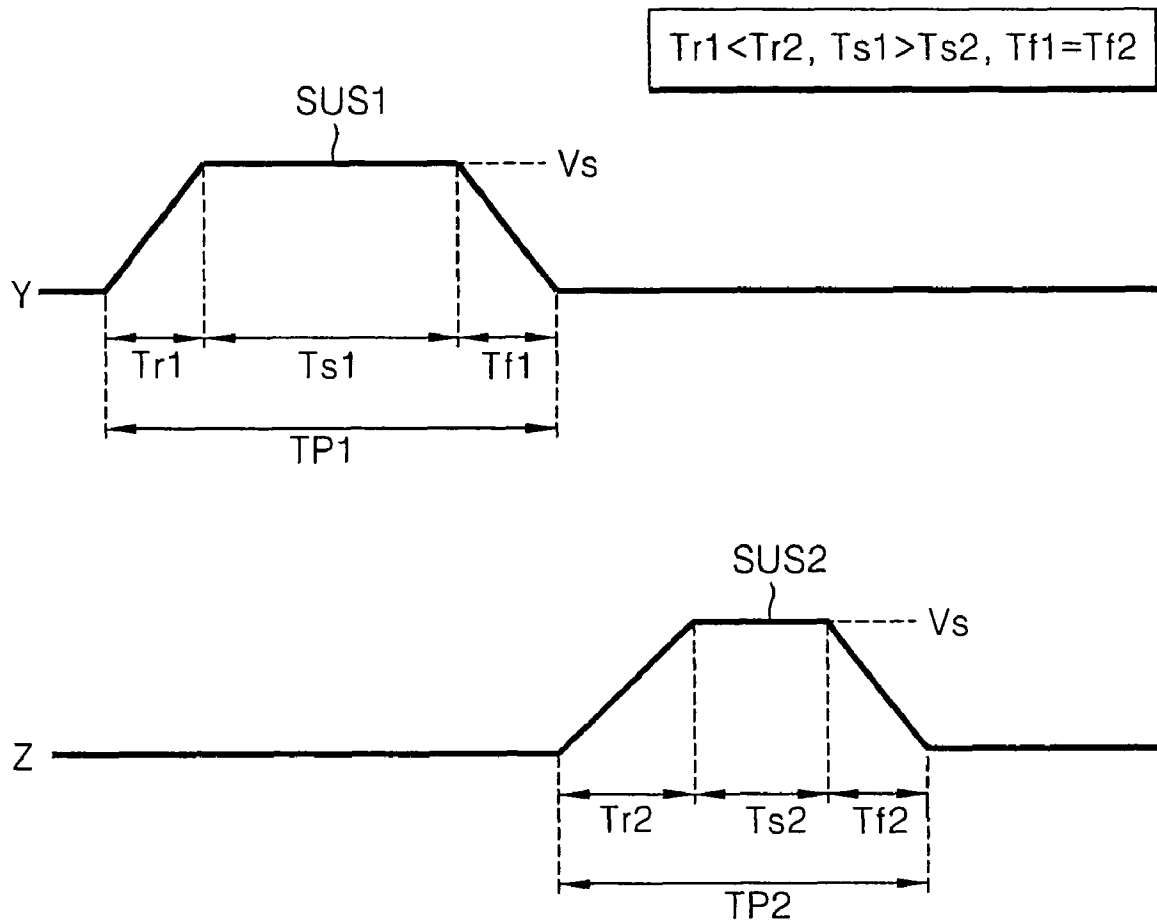 Tr1<Tr2, Ts1>Ts2, Tf1=Tf2
SUS1
Vs
Y
Tr1 Ts1 Tf1
TP1
SUS2
Vs
Z
Tr2 Ts2 Tf2
TP2